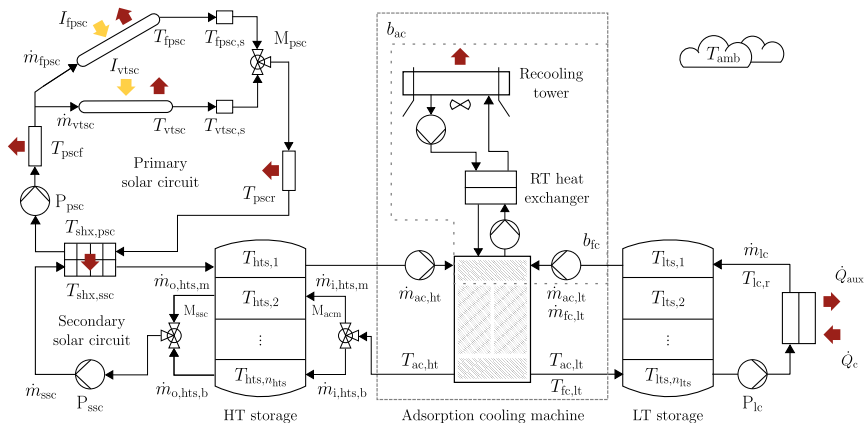 I_fpsc
T_fpsc
T_fpsc,s
M_psc
ṁ_fpsc
I_vtsc
ṁ_vtsc
T_vtsc
T_vtsc,s
T_pscf
Primary
solar circuit
T_pscr
P_psc
T_shx,psc
T_shx,ssc
Secondary
solar circuit
ṁ_ssc
P_ssc
ṁ_o,hts,m
M_ssc
ṁ_o,hts,b
T_hts,1
T_hts,2
...
T_hts,n_hts
HT storage
ṁ_i,hts,m
M_acm
ṁ_i,hts,b
b_ac
Recooling
tower
RT heat
exchanger
ṁ_ac,ht
T_ac,ht
b_fc
ṁ_ac,lt
ṁ_fc,lt
T_ac,lt
T_fc,lt
Adsorption cooling machine
T_amb
T_lts,1
T_lts,2
...
T_lts,n_lts
LT storage
ṁ_lc
T_lc,r
P_lc
Q̇_aux
Q̇_c